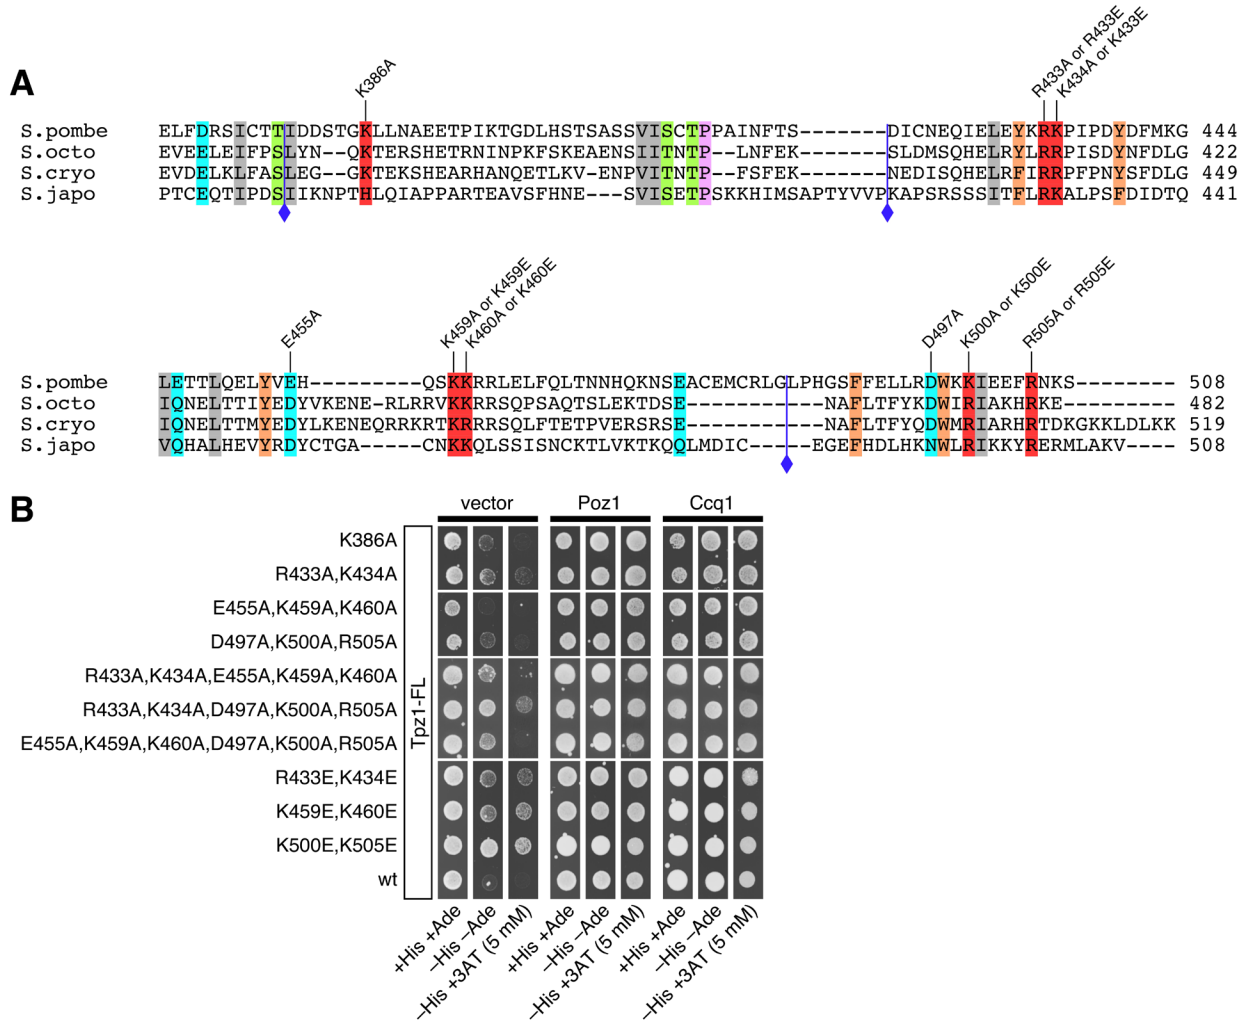 A
K386A
R433A or R433E
K434A or K433E
S.pombe ELFDRSICTTIDDSTGKLLNAEETPIKTGDLHSTSASSVISCTPPAINFTS-------DICNEQIELEYKRKPIPDYDFMKG 444
S.octo EVEELEIFPSLYN--QKTERSHETRNINPKFSKEAENSIITNTP--LNFEK-------SLDMSQHELRYLRRPISDYNFDLG 422
S.cryo EVDELKLFASLEG--GKTEKSHEARHANQETLKV-ENPVITNTP--FSFEK-------NEDISQHELRFIRRPFPNYSFDLG 449
S.japo PTCEQTIPDSIIKNPTHLQIAPPARTEAVSFHNE---SVISETPSKKHIMSAPTYVVPKAPSRSSSITFLRKALPSFDIDTQ 441
E455A
K459A or K459E
K460A or K460E
D497A
K500A or K500E
R505A or R505E
S.pombe LETTLQELYVEH---------QSKKRRLELFQLTNNHQKNSEACEMCRLGLPHGSFFELLRDWKKIEEFRNKS-------- 508
S.octo IQNELTTIYEDYVKENE-RLRRVKKRRSQPSAQTSLEKTDSE-----------NAFLTFYKDWIRIAKHRKE--------- 482
S.cryo IQNELTTMYEDYLKENEQRRKRTKRRRSQLFTETPVERSRSE-----------NAFLTFYQDWMRIARHRTDKGKKLDLKK 519
S.japo VQHALHEVYRDYCTGA-----CNKKQLSSISNCKTLVKTKQLMDIC-----EGEFHDLHKNWLRIKKYRERMLAKV---- 508
B
vector Poz1 Ccq1
Tpz1-FL
K386A
R433A,K434A
E455A,K459A,K460A
D497A,K500A,R505A
R433A,K434A,E455A,K459A,K460A
R433A,K434A,D497A,K500A,R505A
E455A,K459A,K460A,D497A,K500A,R505A
R433E,K434E
K459E,K460E
K500E,K505E
wt
+His +Ade
–His –Ade
–His +3AT (5 mM)
+His +Ade
–His –Ade
–His +3AT (5 mM)
+His +Ade
–His –Ade
–His +3AT (5 mM)